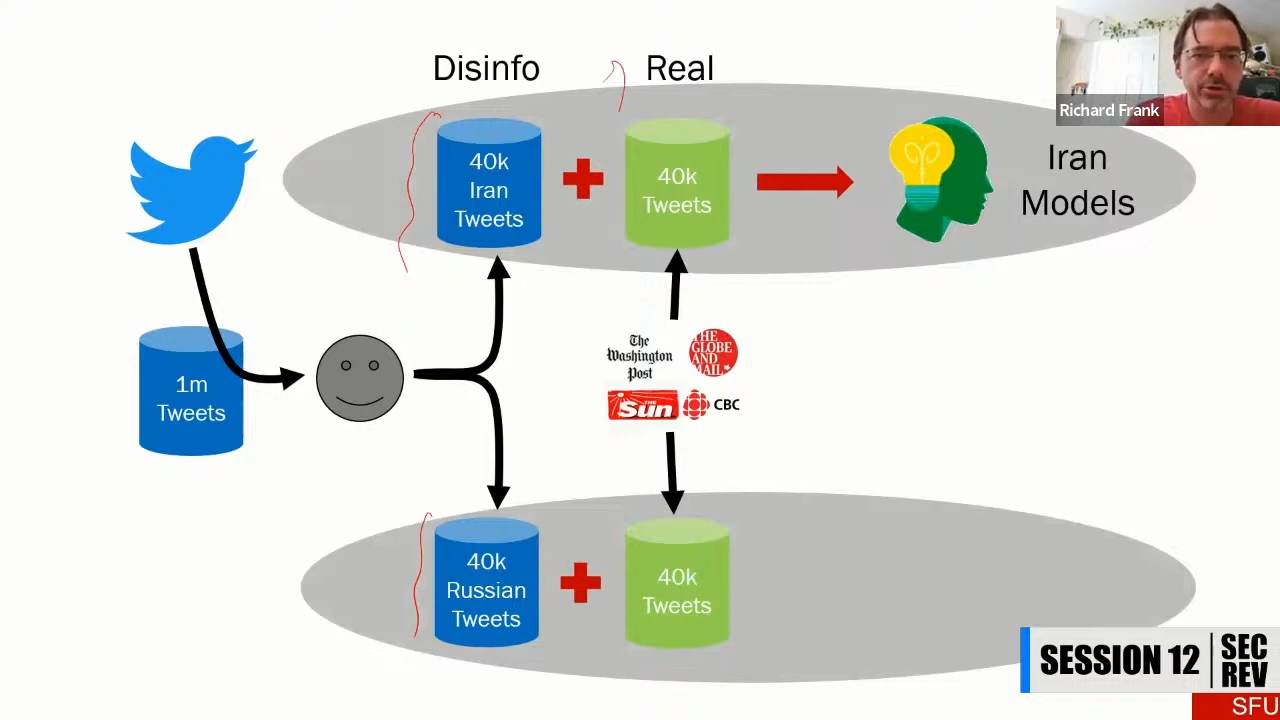 Disinfo
Real
Richard Frank
40k
Iran
Tweets
40k
Tweets
Iran
Models
1m
Tweets
The
Washington
Post
THE
GLOBE
AND
MAIL
THE
Sun
CBC
40k
Russian
Tweets
40k
Tweets
SESSION 12
SEC
REV
SFU